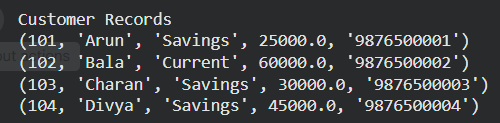 Customer Records
(101, 'Arun', 'Savings', 25000.0, '9876500001')
(102, 'Bala', 'Current', 60000.0, '9876500002')
(103, 'Charan', 'Savings', 30000.0, '9876500003')
(104, 'Divya', 'Savings', 45000.0, '9876500004')